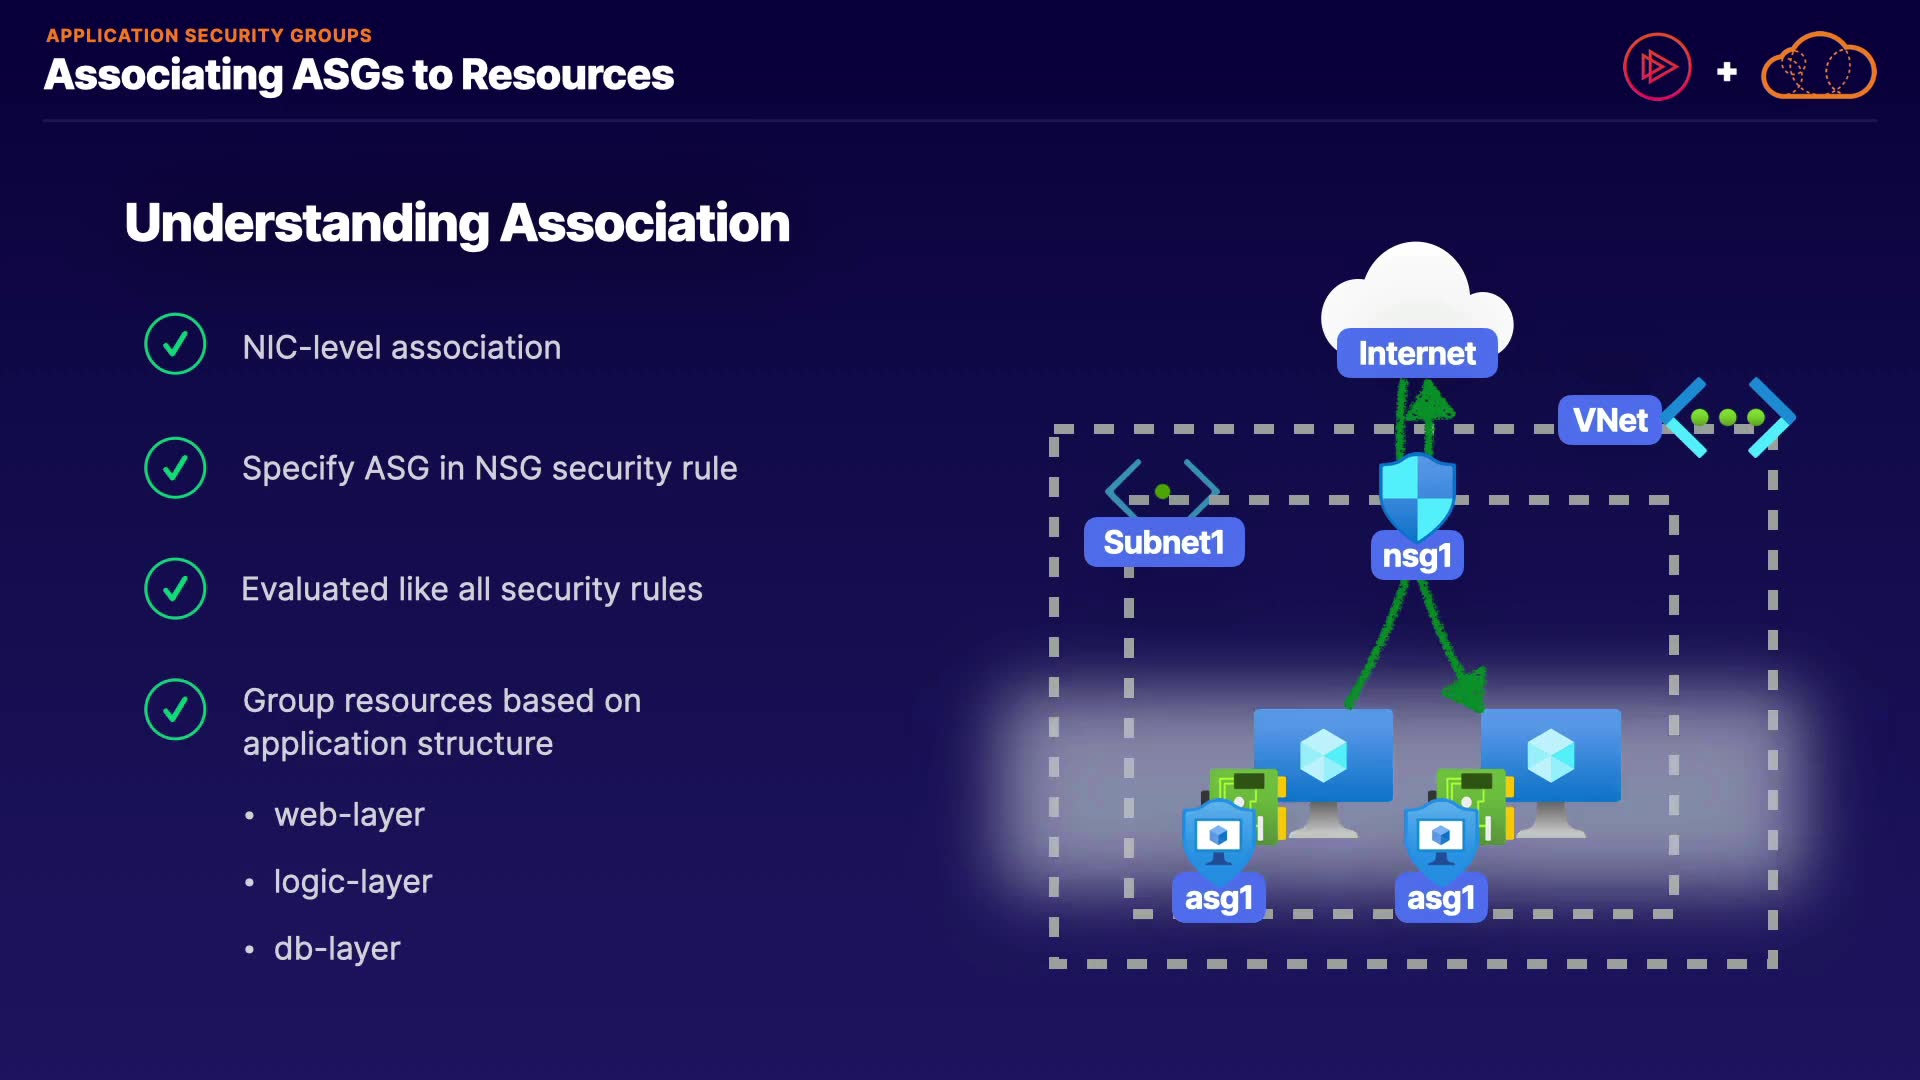 APPLICATION SECURITY GROUPS
Associating ASGs to Resources
Understanding Association
NIC-level association
Specify ASG in NSG security rule
Evaluated like all security rules
Group resources based on
application structure
• web-layer
• logic-layer
• db-layer
Internet
VNet
Subnet1
nsg1
asg1
asg1